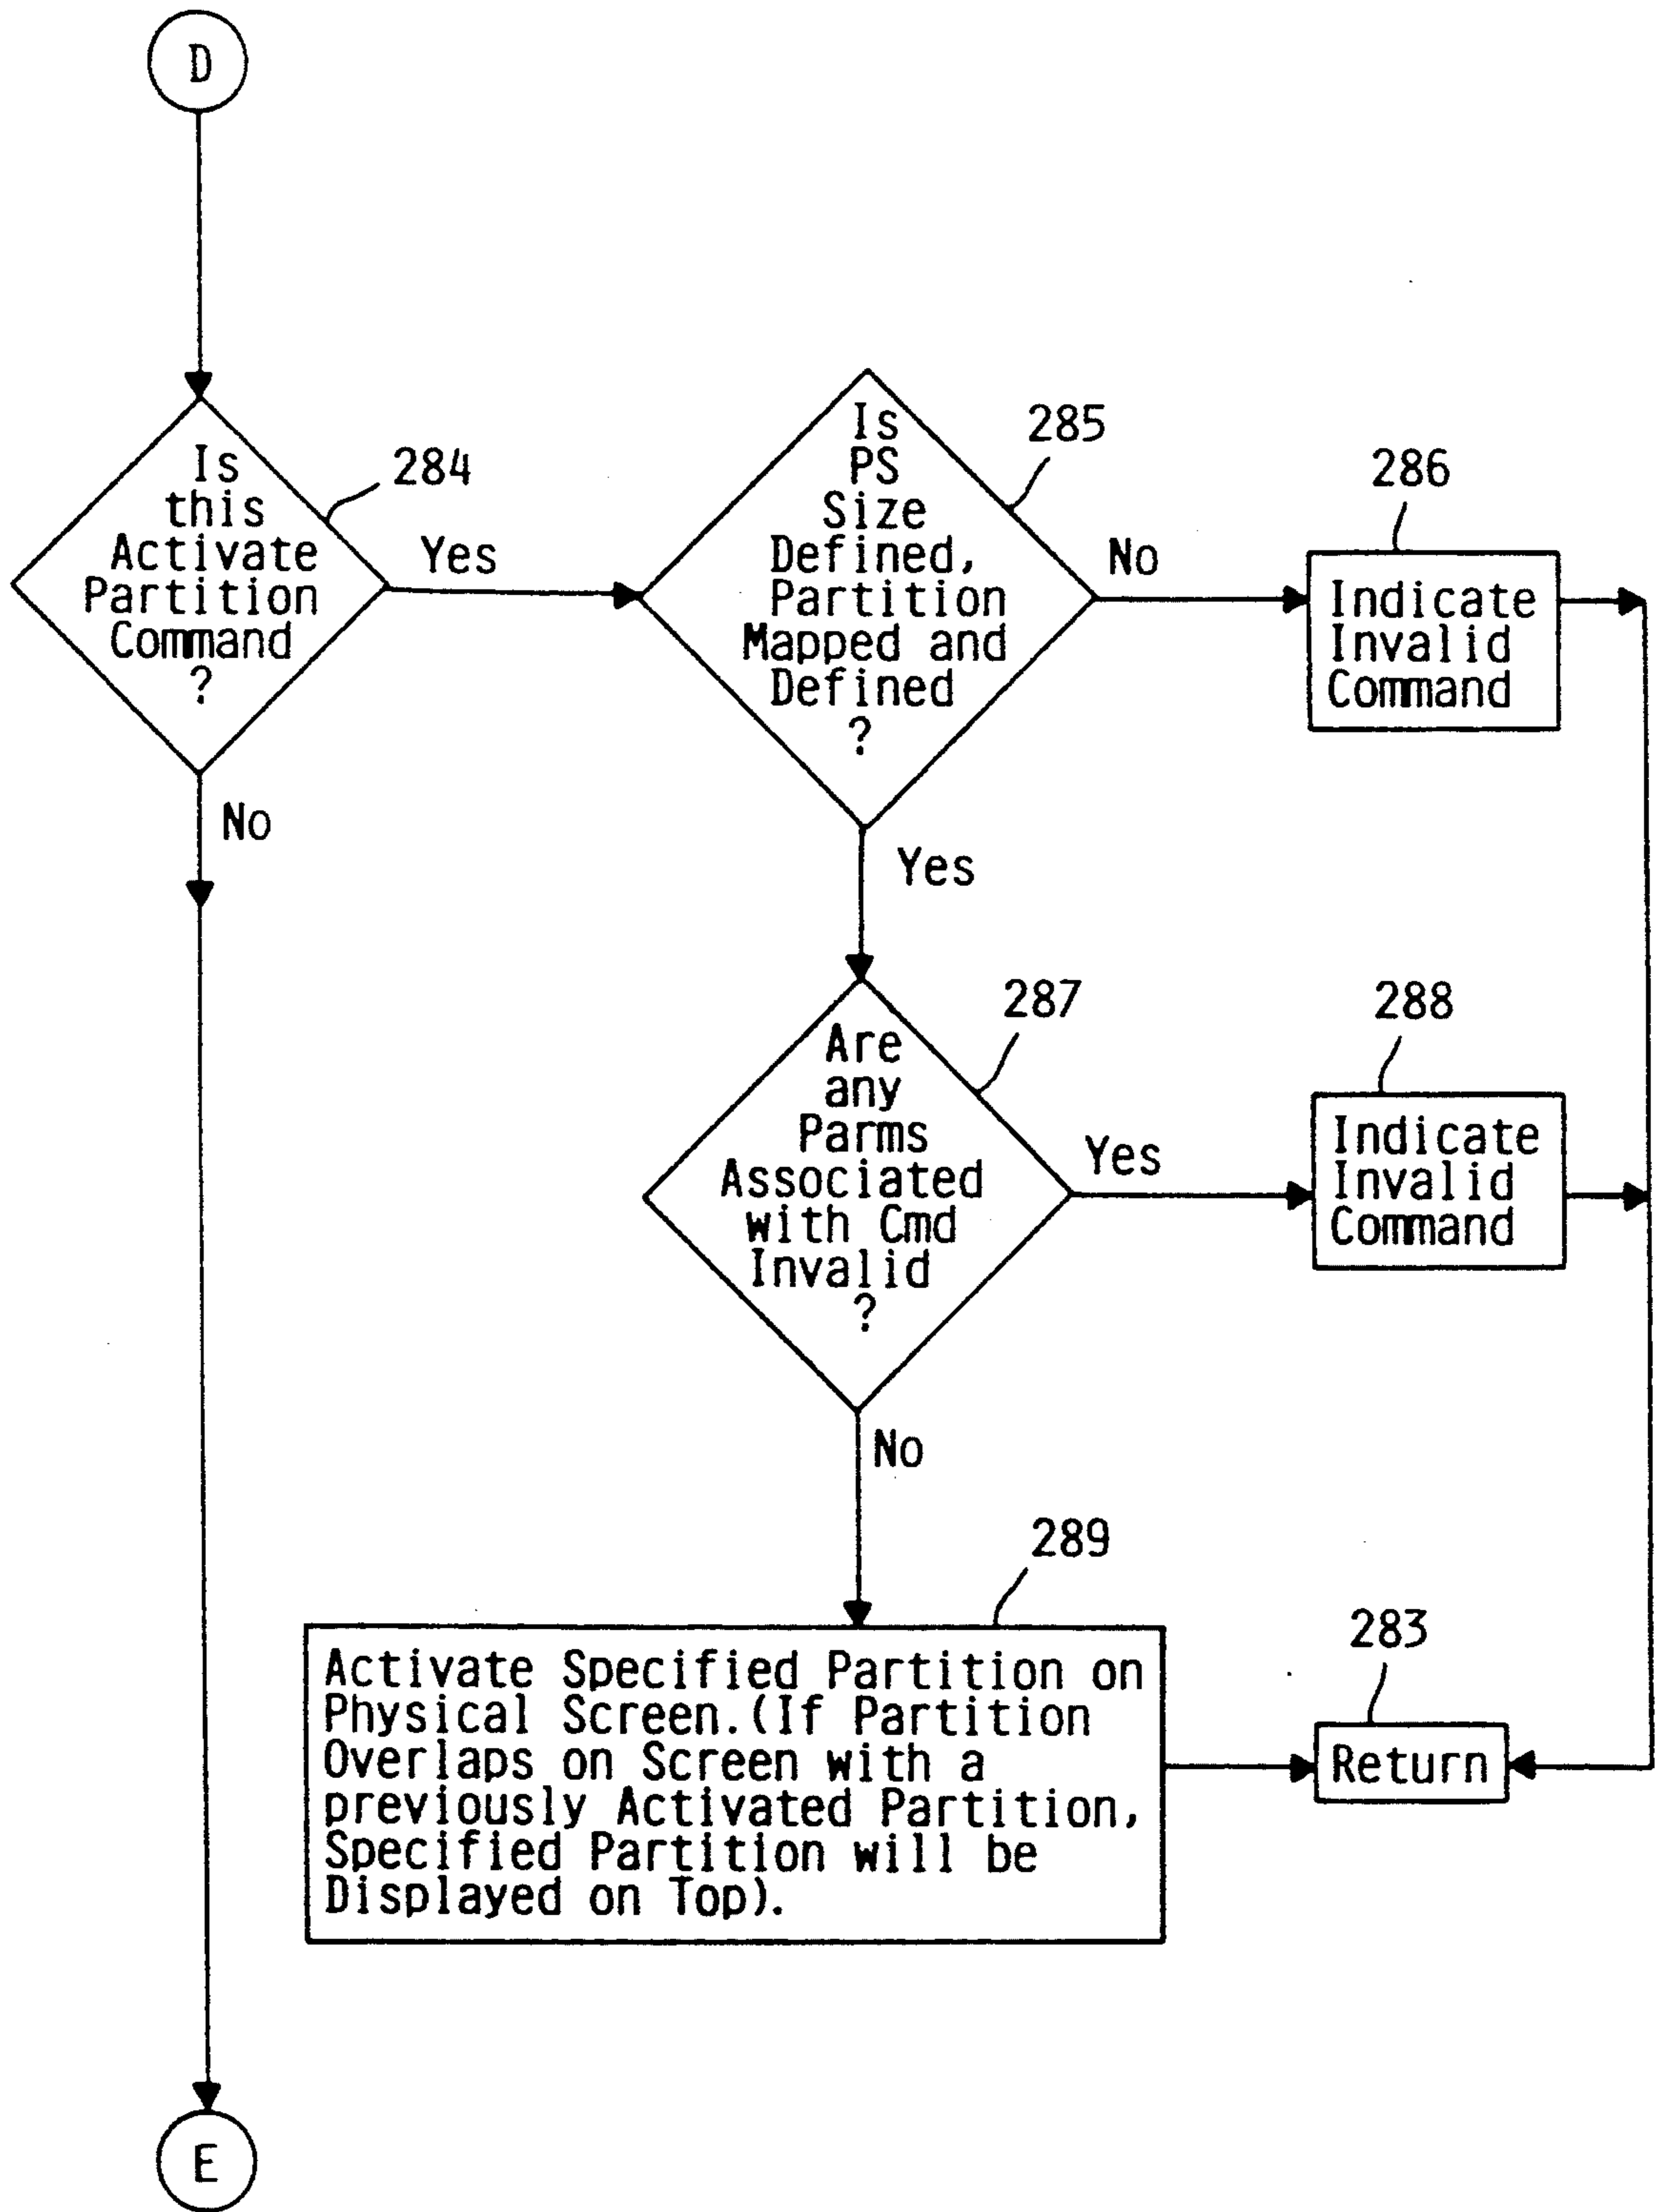 D
Is
this
Activate
Partition
Command
?
284
Yes
No
Is
PS
Size
Defined,
Partition
Mapped and
Defined
?
285
No
Yes
286
Indicate
Invalid
Command
Are
any
Parms
Associated
with Cmd
Invalid
?
287
Yes
No
288
Indicate
Invalid
Command
289
Activate Specified Partition on
Physical Screen.(If Partition
Overlaps on Screen with a
previously Activated Partition,
Specified Partition will be
Displayed on Top).
283
Return
E